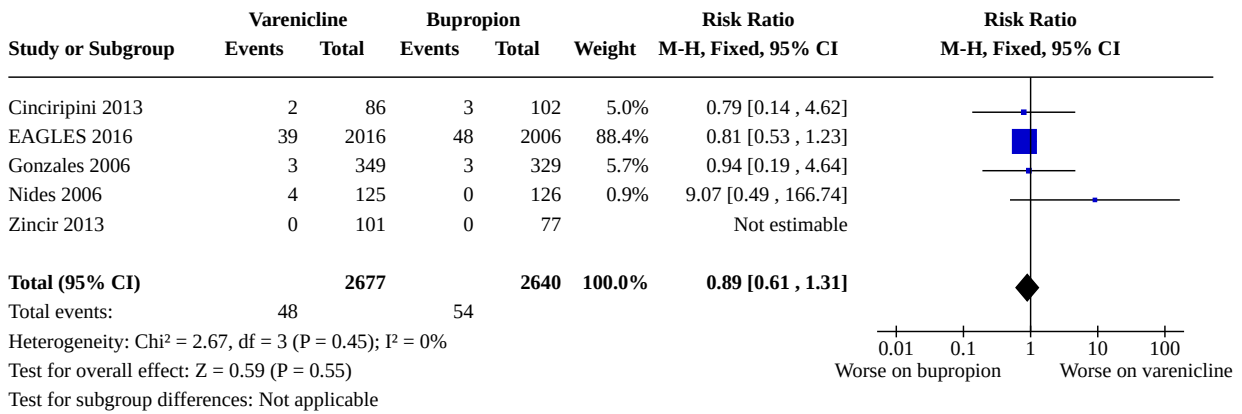 Varenicline Bupropion Risk Ratio Risk Ratio
Study or Subgroup Events Total Events Total Weight M-H, Fixed, 95% CI M-H, Fixed, 95% CI
Cinciripini 2013 2 86 3 102 5.0% 0.79 [0.14 , 4.62]
EAGLES 2016 39 2016 48 2006 88.4% 0.81 [0.53 , 1.23]
Gonzales 2006 3 349 3 329 5.7% 0.94 [0.19 , 4.64]
Nides 2006 4 125 0 126 0.9% 9.07 [0.49 , 166.74]
Zincir 2013 0 101 0 77 Not estimable
Total (95% CI) 2677 2640 100.0% 0.89 [0.61 , 1.31]
Total events: 48 54
Heterogeneity: Chi² = 2.67, df = 3 (P = 0.45); I² = 0%
0.01 0.1 1 10 100
Test for overall effect: Z = 0.59 (P = 0.55)
Worse on bupropion Worse on varenicline
Test for subgroup differences: Not applicable